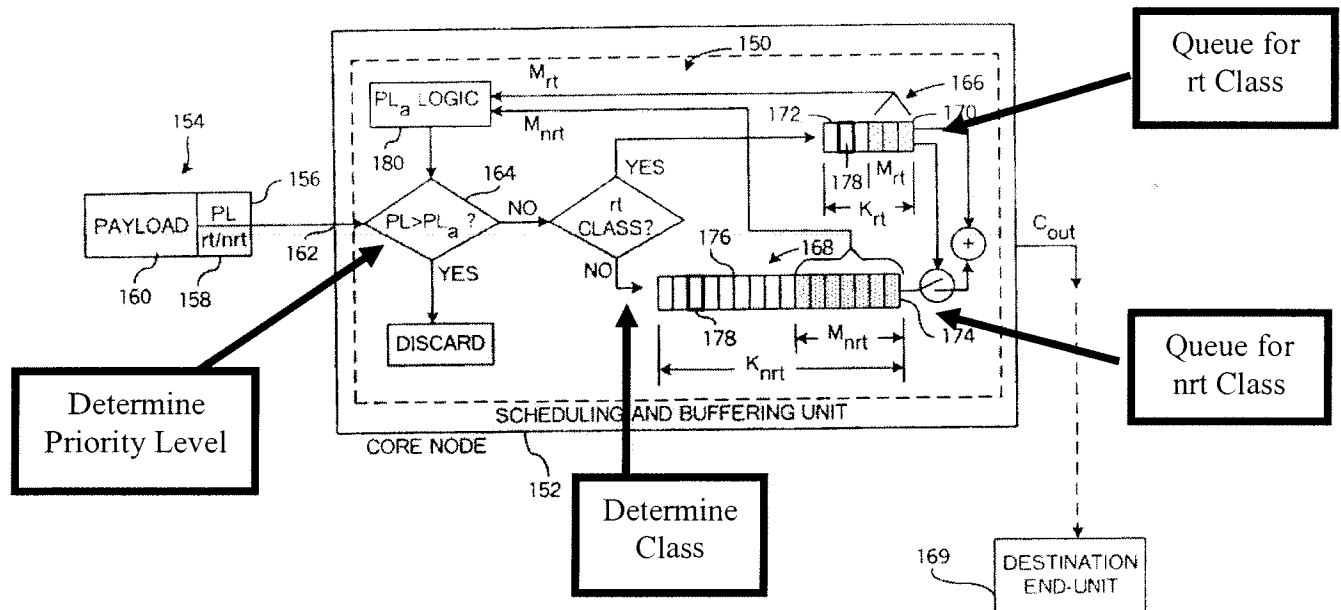 Queue for
rt Class
150
M_rt
166
PL_a LOGIC
M_nrt
172
170
154
180
164
YES
178
M_rt
156
K_rt
PAYLOAD
PL
rt/nrt
PL>PL_a ?
NO
rt
CLASS?
C_out
162
176
168
+
160
158
YES
NO
DISCARD
178
M_nrt
174
K_nrt
Queue for
nrt Class
Determine
Priority Level
SCHEDULING AND BUFFERING UNIT
CORE NODE
152
Determine
Class
169
DESTINATION
END-UNIT